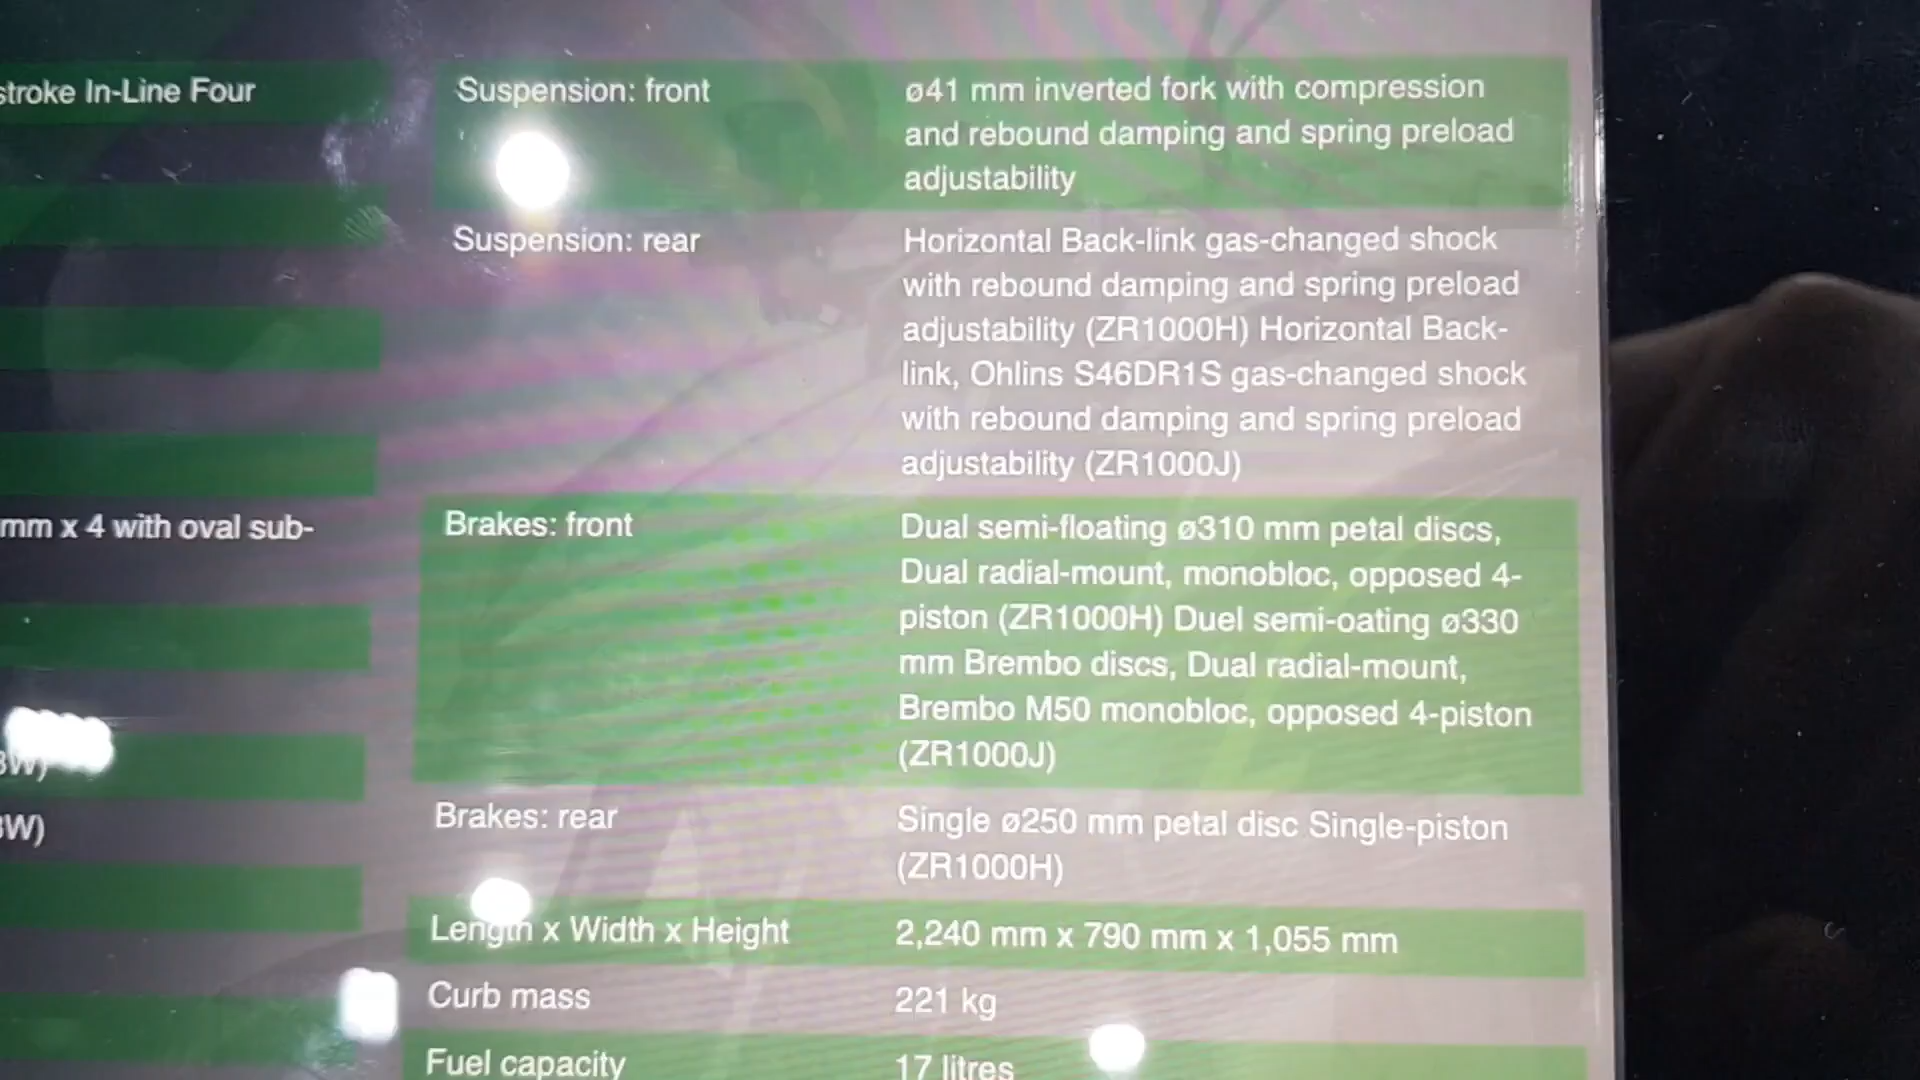 stroke In-Line Four
mm x 4 with oval sub-
W)
W)
Suspension: front
ø41 mm inverted fork with compression
and rebound damping and spring preload
adjustability
Suspension: rear
Horizontal Back-link gas-changed shock
with rebound damping and spring preload
adjustability (ZR1000H) Horizontal Back-
link, Ohlins S46DR1S gas-changed shock
with rebound damping and spring preload
adjustability (ZR1000J)
Brakes: front
Dual semi-floating ø310 mm petal discs,
Dual radial-mount, monobloc, opposed 4-
piston (ZR1000H) Duel semi-oating ø330
mm Brembo discs, Dual radial-mount,
Brembo M50 monobloc, opposed 4-piston
(ZR1000J)
Brakes: rear
Single ø250 mm petal disc Single-piston
(ZR1000H)
Length x Width x Height
2,240 mm x 790 mm x 1,055 mm
Curb mass
221 kg
Fuel capacity
17 litres